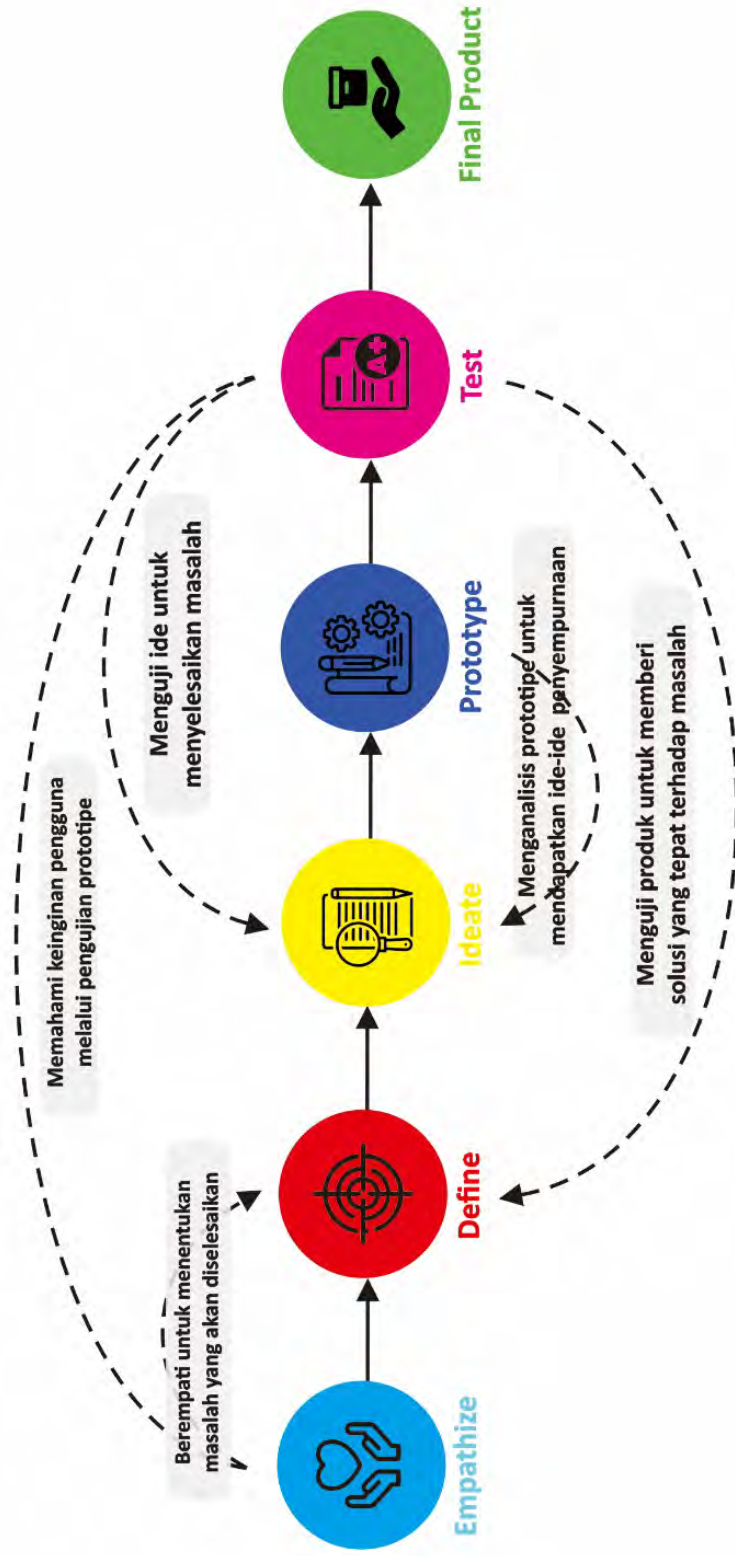 Memahami keinginan pengguna
melalui pengujian prototipe
Berempati untuk menentukan
masalah yang akan diselesaikan
Menguji ide untuk
menyelesaikan masalah
A+
Empathize
Define
Ideate
Prototype
Test
Final Product
Menganalisis prototipe untuk
mendapatkan ide-ide penyempurnaan
Menguji produk untuk memberi
solusi yang tepat terhadap masalah